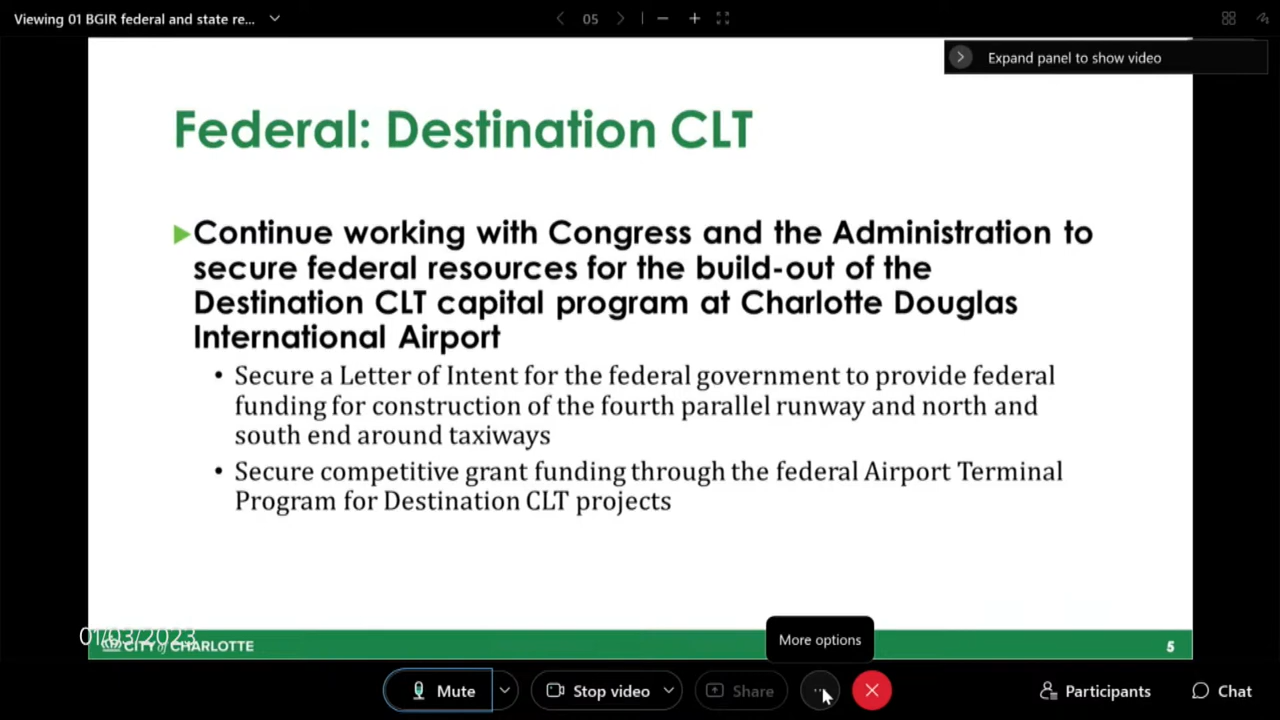 Viewing 01 BGIR federal and state re...
05
Expand panel to show video
Federal: Destination CLT
Continue working with Congress and the Administration to
secure federal resources for the build-out of the
Destination CLT capital program at Charlotte Douglas
International Airport
• Secure a Letter of Intent for the federal government to provide federal
funding for construction of the fourth parallel runway and north and
south end around taxiways
• Secure competitive grant funding through the federal Airport Terminal
Program for Destination CLT projects
More options
01/03/2023
CITY of CHARLOTTE
5
Mute
Stop video
Share
Participants
Chat